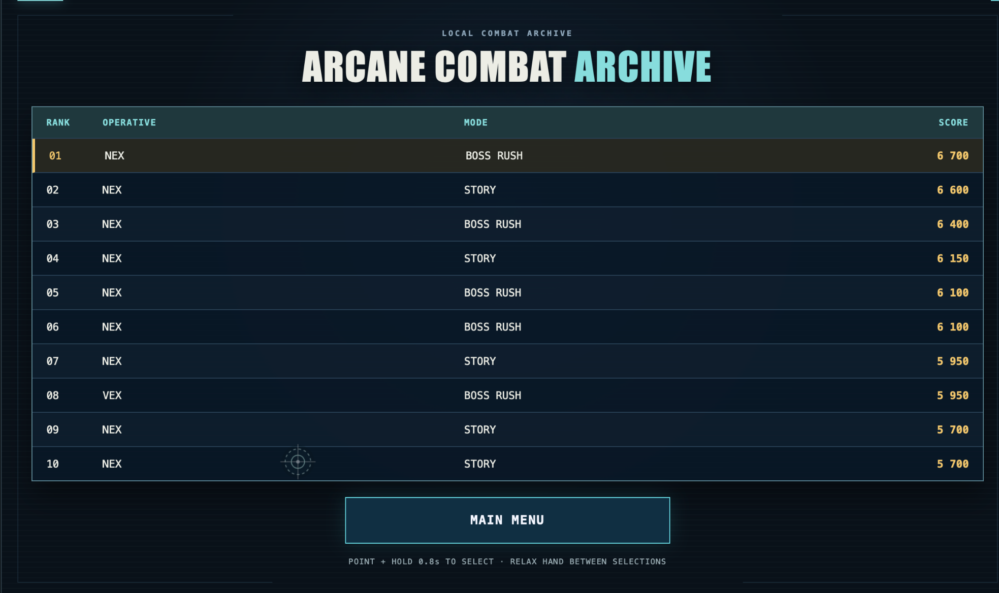 LOCAL COMBAT ARCHIVE
ARCANE COMBAT ARCHIVE
RANK OPERATIVE MODE SCORE
01 NEX BOSS RUSH 6 700
02 NEX STORY 6 600
03 NEX BOSS RUSH 6 400
04 NEX STORY 6 150
05 NEX BOSS RUSH 6 100
06 NEX BOSS RUSH 6 100
07 NEX STORY 5 950
08 VEX BOSS RUSH 5 950
09 NEX STORY 5 700
10 NEX STORY 5 700
MAIN MENU
POINT + HOLD 0.8s TO SELECT · RELAX HAND BETWEEN SELECTIONS